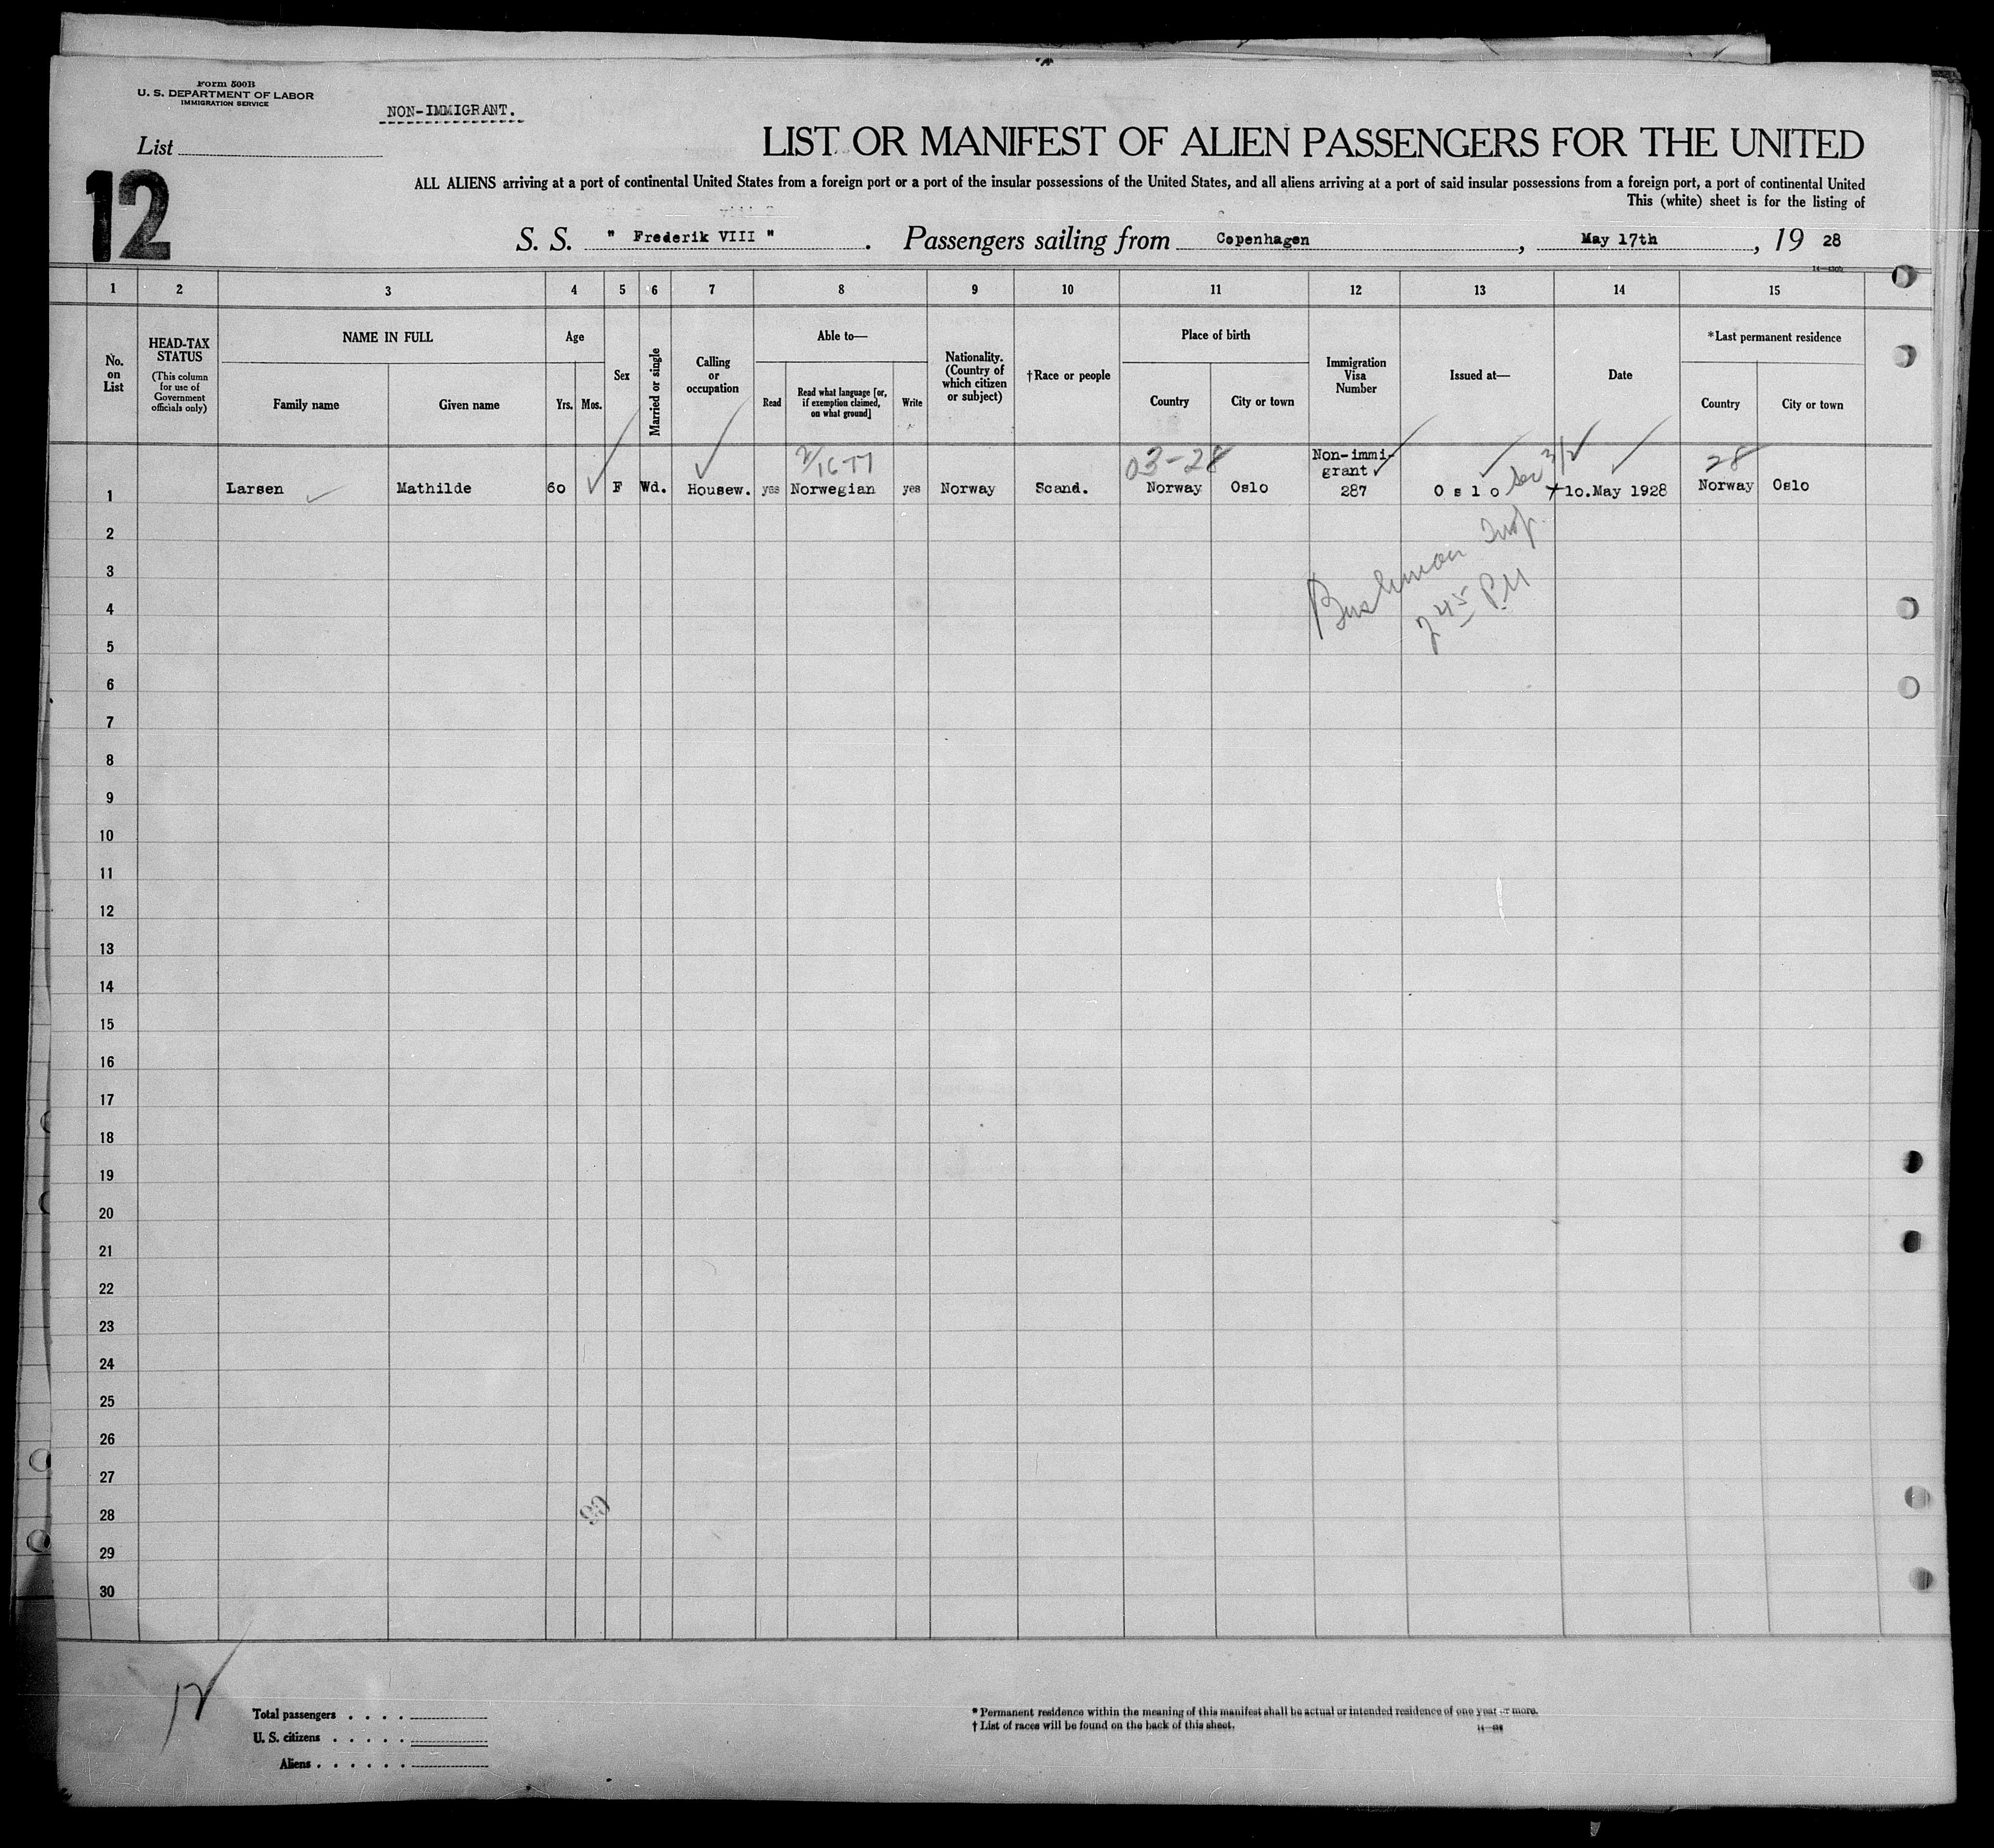 Form 500B
U. S. DEPARTMENT OF LABOR
IMMIGRATION SERVICE
NON-IMMIGRANT.
List
12
LIST OR MANIFEST OF ALIEN PASSENGERS FOR THE UNITED
ALL ALIENS arriving at a port of continental United States from a foreign port or a port of the insular possessions of the United States, and all aliens arriving at a port of said insular possessions from a foreign port, a port of continental United
This (white) sheet is for the listing of
S. S. " Frederik VIII " . Passengers sailing from Copenhagen , May 17th , 19 28
1 2 3 4 5 6 7 8 9 10 11 12 13 14 15
No. on List
HEAD-TAX STATUS
(This column for use of Government officials only)
NAME IN FULL
Family name Given name
Age
Yrs. Mos.
Sex
Married or single
Calling or occupation
Able to—
Read
Read what language [or, if exemption claimed, on what ground]
Write
Nationality. (Country of which citizen or subject)
†Race or people
Place of birth
Country City or town
Immigration Visa Number
Issued at—
Date
*Last permanent residence
Country City or town
03-28 Non-immi- 28
grant
1 Larsen Mathilde 60 F Wd. Housew. yes Norwegian yes Norway Scand. Norway Oslo 287 Oslo 10.May 1928 Norway Oslo
2
3
4
5
6
7
8
9
10
11
12
13
14
15
16
17
18
19
20
21
22
23
24
25
26
27
28
29
30
Total passengers . . . .
U. S. citizens . . . . .
Aliens . . . . . .
* Permanent residence within the meaning of this manifest shall be actual or intended residence of one year or more.
† List of races will be found on the back of this sheet.